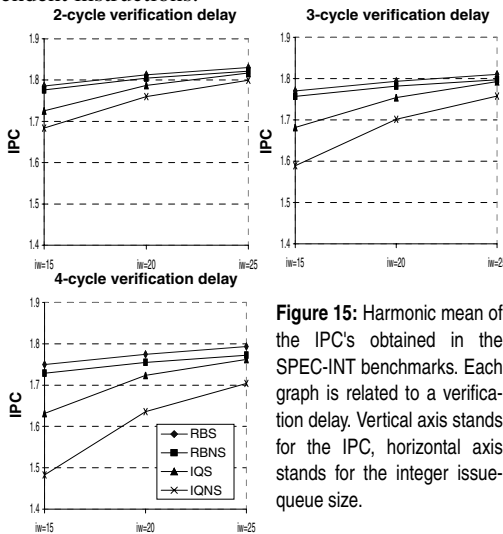 endent instructions.
2-cycle verification delay
1.9
1.8
1.7
1.6
1.5
1.4
IPC
iw=15
iw=20
iw=25
3-cycle verification delay
1.9
1.8
1.7
1.6
1.5
1.4
IPC
iw=15
iw=20
iw=25
4-cycle verification delay
1.9
1.8
1.7
1.6
1.5
1.4
IPC
iw=15
iw=20
iw=25
RBS
RBNS
IQS
IQNS
Figure 15: Harmonic mean of
the IPC's obtained in the
SPEC-INT benchmarks. Each
graph is related to a verifica-
tion delay. Vertical axis stands
for the IPC, horizontal axis
stands for the integer issue-
queue size.